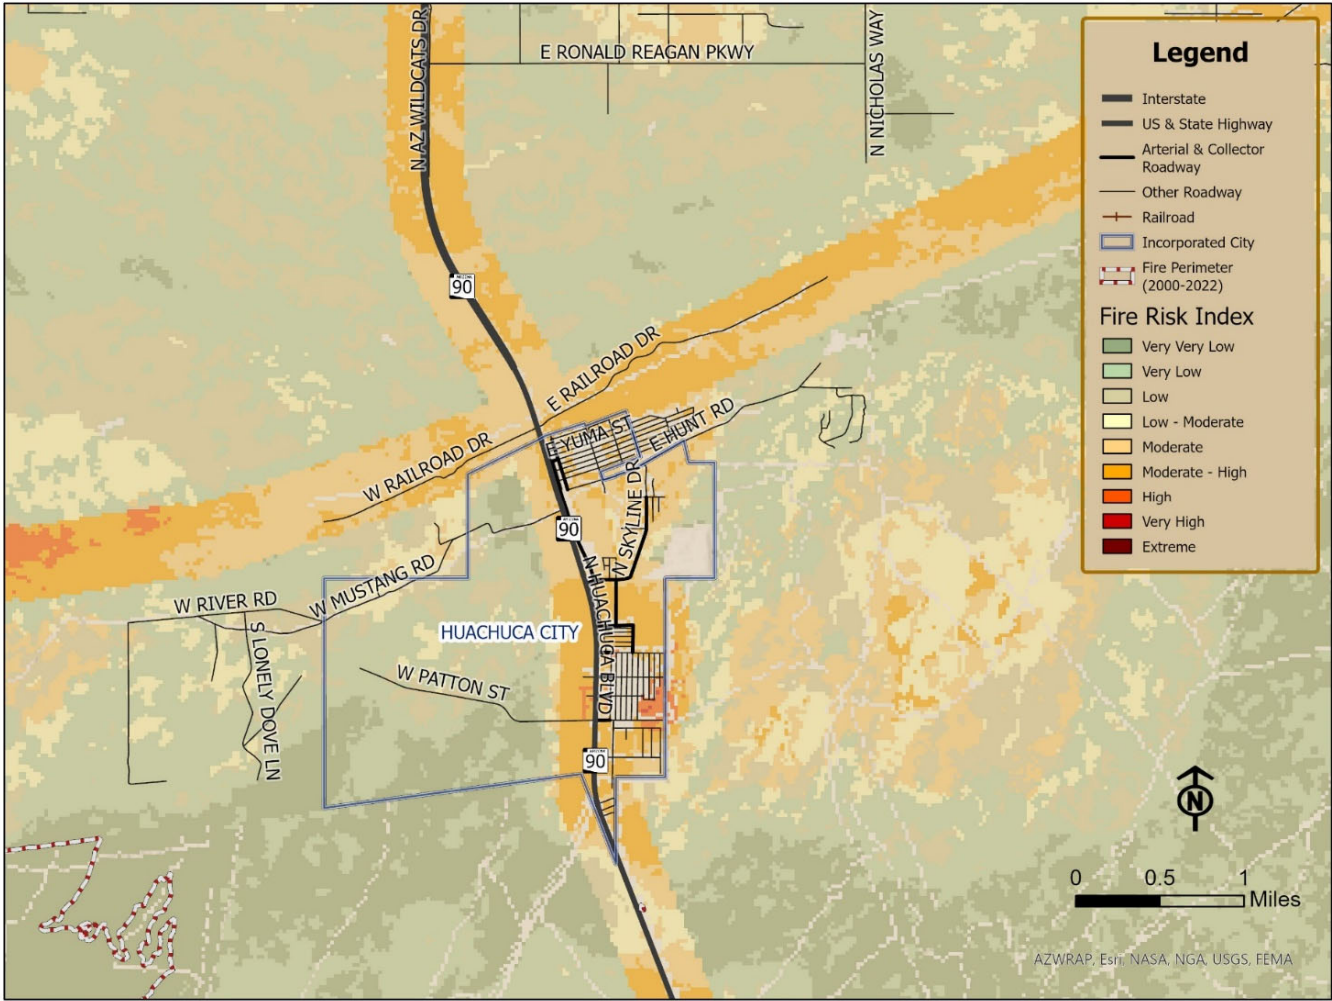 N AZ WILDCATS DR
E RONALD REAGAN PKWY
N NICHOLAS WAY
90
E RAILROAD DR
W RAILROAD DR
E YUMA ST
E HUNT RD
W SKYLINE DR
90
N HUACHUCA BLVD
W MUSTANG RD
W RIVER RD
S LONELY DOVE LN
HUACHUCA CITY
W PATTON ST
90
Legend
Interstate
US & State Highway
Arterial & Collector
Roadway
Other Roadway
Railroad
Incorporated City
Fire Perimeter
(2000-2022)
Fire Risk Index
Very Very Low
Very Low
Low
Low - Moderate
Moderate
Moderate - High
High
Very High
Extreme
N
0 0.5 1
Miles
AZWRAP, Esri, NASA, NGA, USGS, FEMA